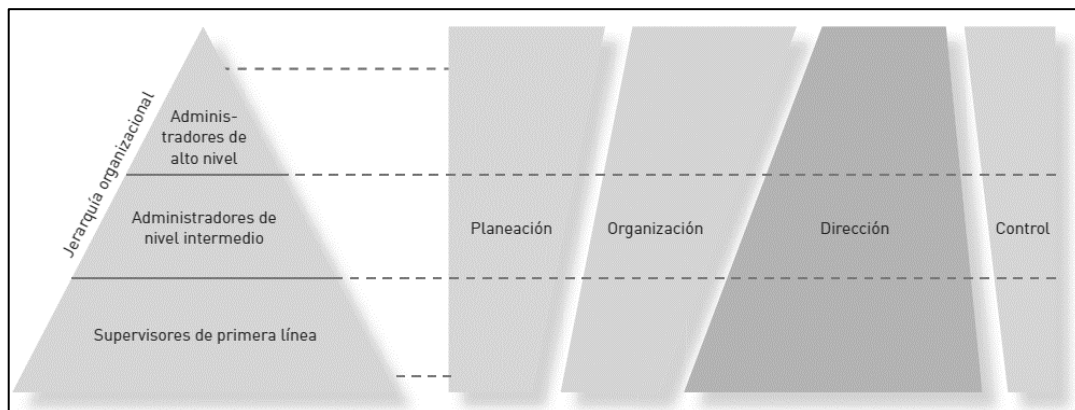 Jerarquía organizacional
Adminis-
tradores de
alto nivel
Administradores de
nivel intermedio
Supervisores de primera línea
Planeación
Organización
Dirección
Control